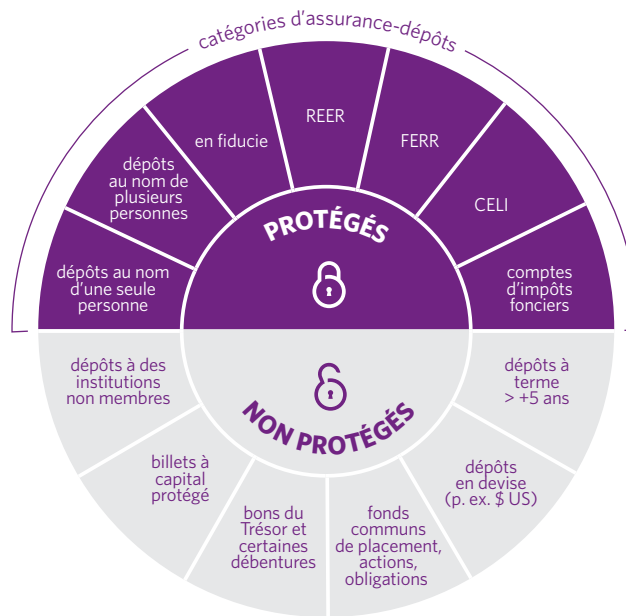 catégories d'assurance-dépôts
dépôts au nom
d'une seule
personne
dépôts
au nom de
plusieurs
personnes
en fiducie
REER
FERR
CELI
comptes
d'impôts
fonciers
PROTÉGÉS
NON PROTÉGÉS
dépôts à des
institutions
non membres
billets à
capital
protégé
bons du
Trésor et
certaines
débentures
fonds
communs
de placement,
actions,
obligations
dépôts
en devise
(p. ex. $ US)
dépôts à
terme
> +5 ans